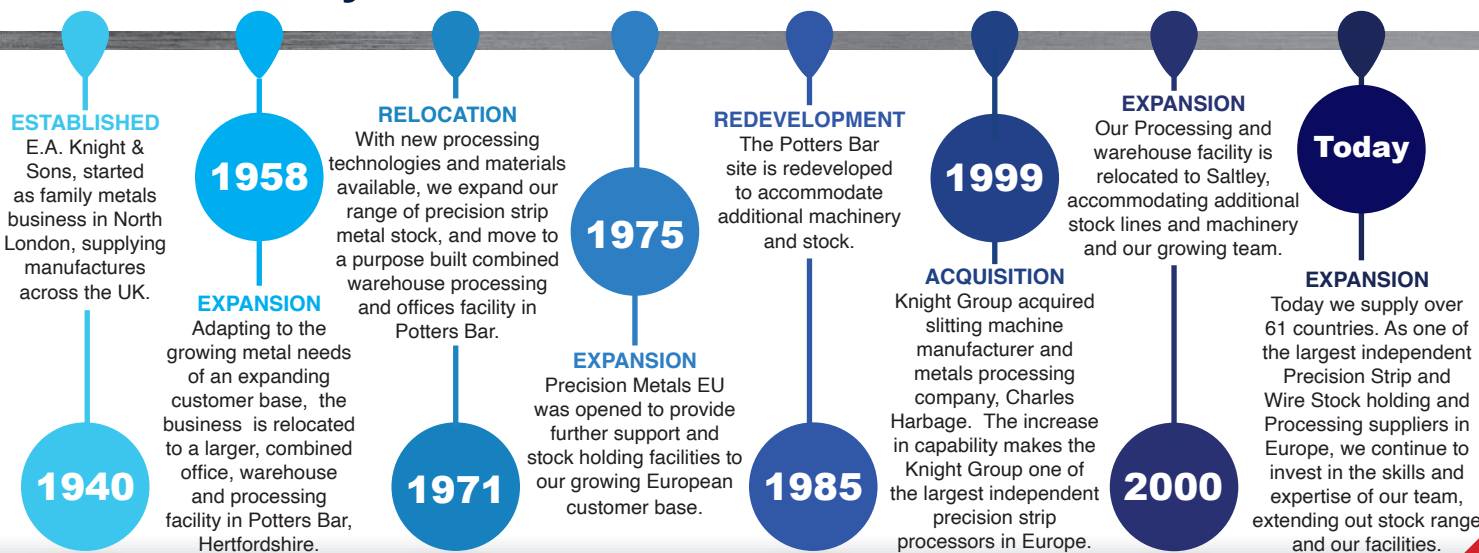 ESTABLISHED
E.A. Knight &
Sons, started
as family metals
business in North
London, supplying
manufactures
across the UK.
1940
1958
EXPANSION
Adapting to the
growing metal needs
of an expanding
customer base,  the
business  is relocated
to a larger, combined
office, warehouse
and processing
facility in Potters Bar,
Hertfordshire.
RELOCATION
With new processing
technologies and materials
available, we expand our
range of precision strip
metal stock, and move to
a purpose built combined
warehouse processing
and offices facility in
Potters Bar.
1971
1975
EXPANSION
Precision Metals EU
was opened to provide
further support and
stock holding facilities to
our growing European
customer base.
REDEVELOPMENT
The Potters Bar
site is redeveloped
to accommodate
additional machinery
and stock.
1985
1999
ACQUISITION
Knight Group acquired
slitting machine
manufacturer and
metals processing
company, Charles
Harbage.  The increase
in capability makes the
Knight Group one of
the largest independent
precision strip
processors in Europe.
EXPANSION
Our Processing and
warehouse facility is
relocated to Saltley,
accommodating additional
stock lines and machinery
and our growing team.
2000
Today
EXPANSION
Today we supply over
61 countries. As one of
the largest independent
Precision Strip and
Wire Stock holding and
Processing suppliers in
Europe, we continue to
invest in the skills and
expertise of our team,
extending out stock range
and our facilities.